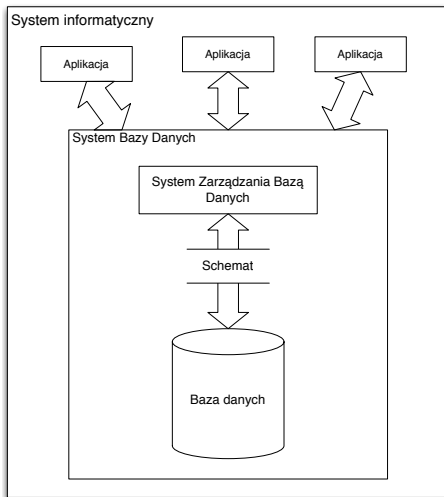 System informatyczny
Aplikacja
Aplikacja
Aplikacja
System Bazy Danych
System Zarządzania Bazą
Danych
Schemat
Baza danych